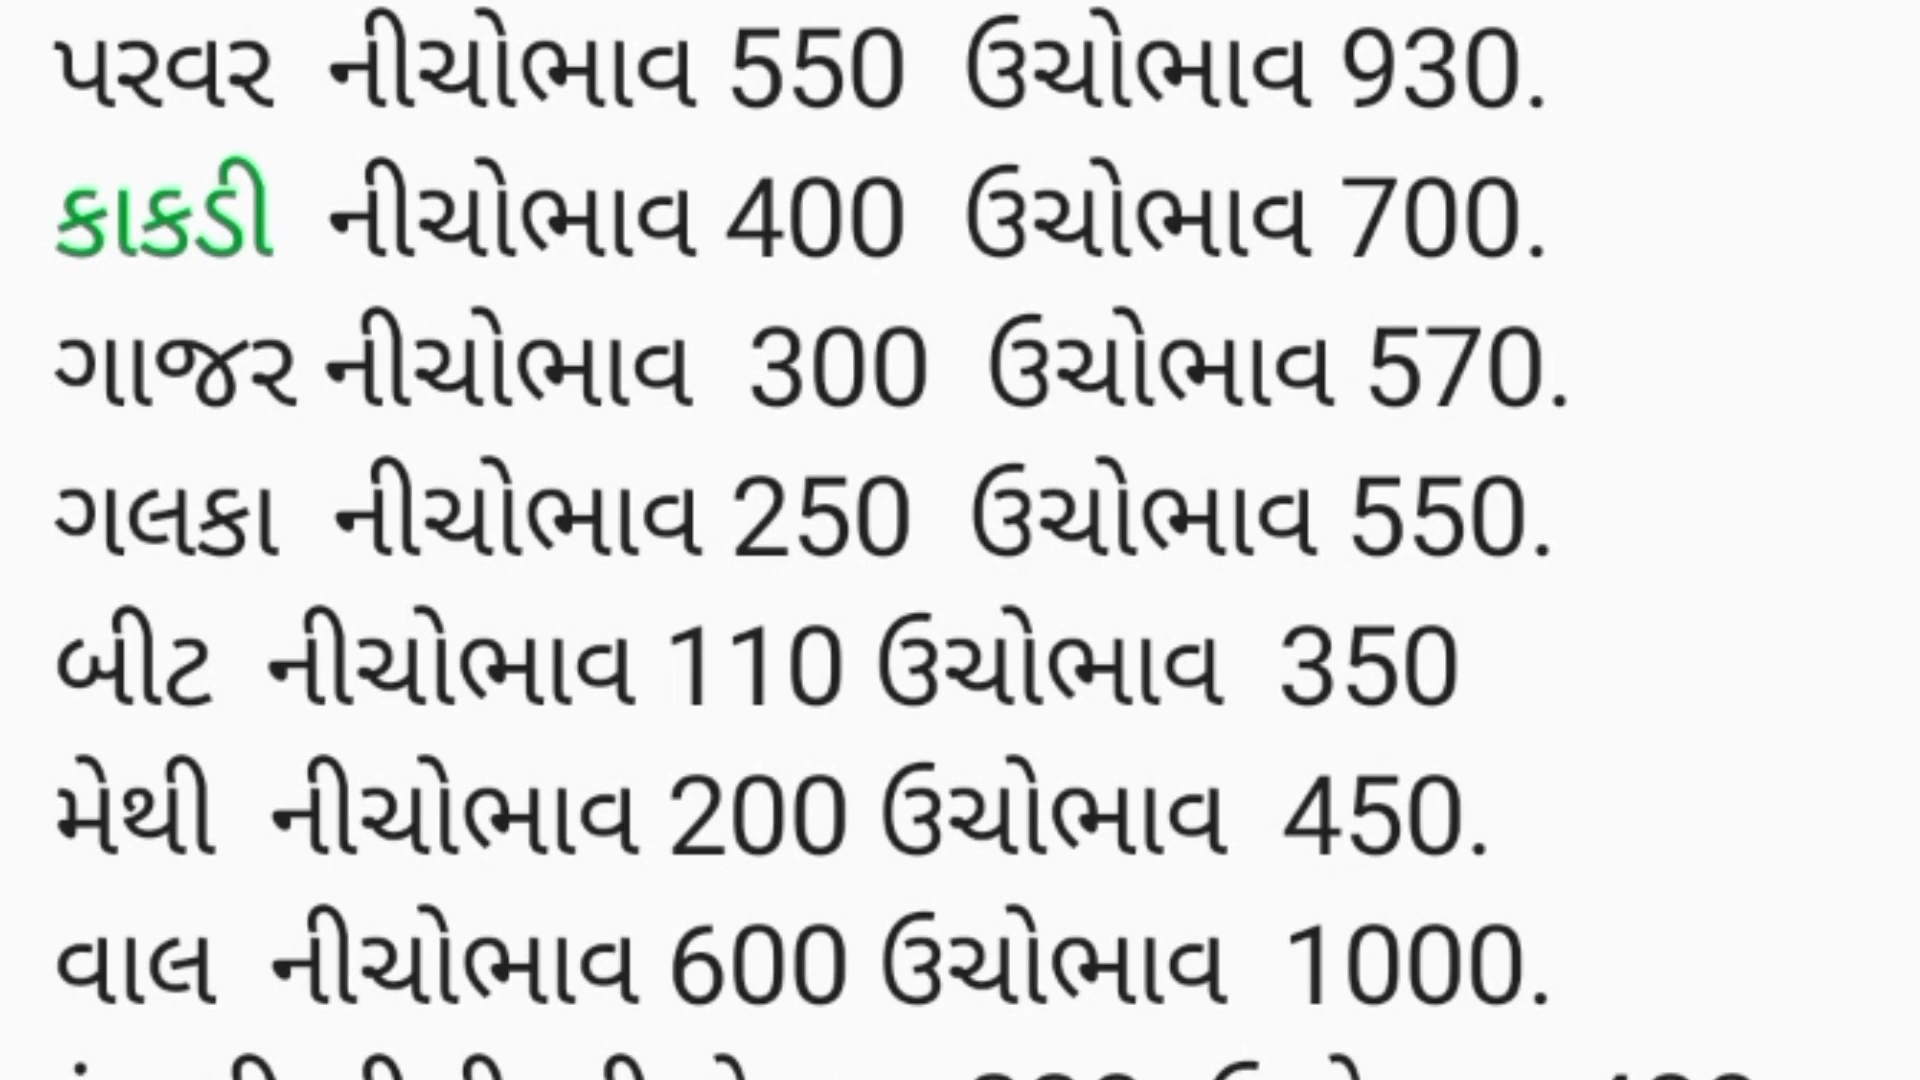 પરવર નીચોભાવ 550 ઉચોભાવ 930.
કાકડી નીચોભાવ 400 ઉચોભાવ 700.
ગાજર નીચોભાવ 300 ઉચોભાવ 570.
ગલકા નીચોભાવ 250 ઉચોભાવ 550.
બીટ નીચોભાવ 110 ઉચોભાવ 350
મેથી નીચોભાવ 200 ઉચોભાવ 450.
વાલ નીચોભાવ 600 ઉચોભાવ 1000.